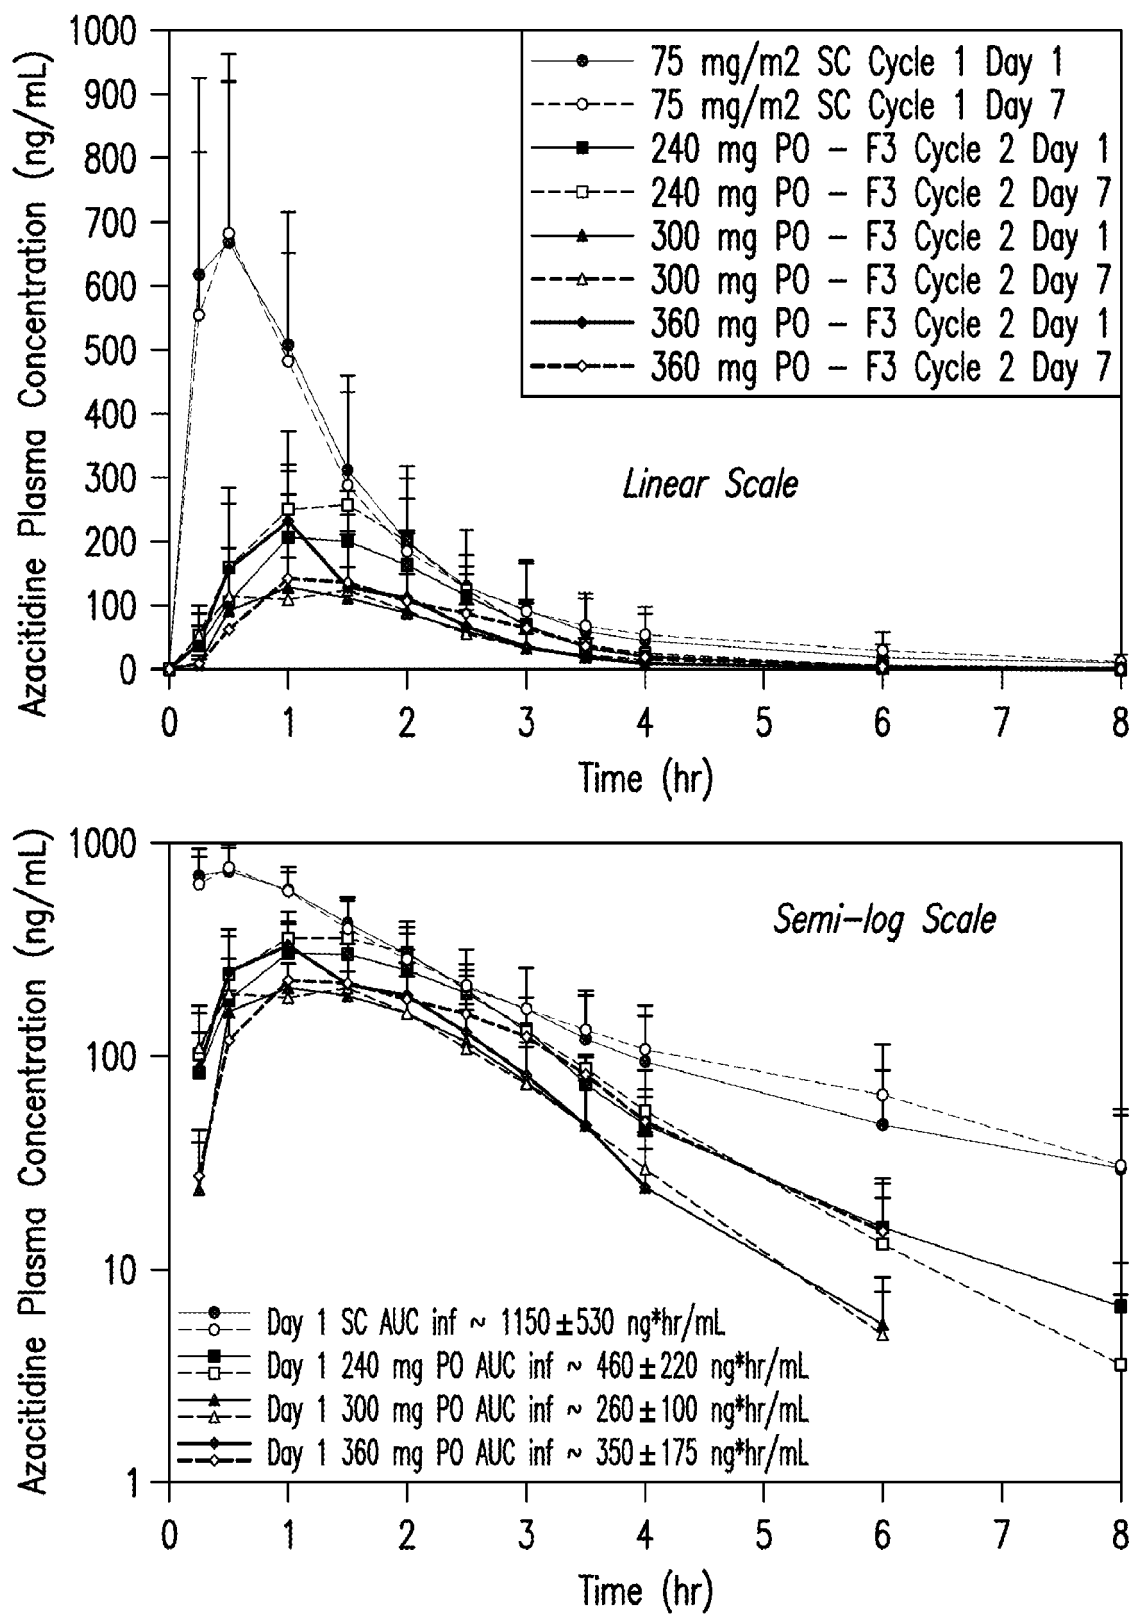 1000
900
800
700
600
500
400
300
200
100
0
Azacitidine Plasma Concentration (ng/mL)
75 mg/m2 SC Cycle 1 Day 1
75 mg/m2 SC Cycle 1 Day 7
240 mg PO – F3 Cycle 2 Day 1
240 mg PO – F3 Cycle 2 Day 7
300 mg PO – F3 Cycle 2 Day 1
300 mg PO – F3 Cycle 2 Day 7
360 mg PO – F3 Cycle 2 Day 1
360 mg PO – F3 Cycle 2 Day 7
Linear Scale
0 1 2 3 4 5 6 7 8
Time (hr)
1000
100
10
1
Azacitidine Plasma Concentration (ng/mL)
Semi–log Scale
Day 1 SC AUC inf ~ 1150±530 ng*hr/mL
Day 1 240 mg PO AUC inf ~ 460±220 ng*hr/mL
Day 1 300 mg PO AUC inf ~ 260±100 ng*hr/mL
Day 1 360 mg PO AUC inf ~ 350±175 ng*hr/mL
0 1 2 3 4 5 6 7 8
Time (hr)